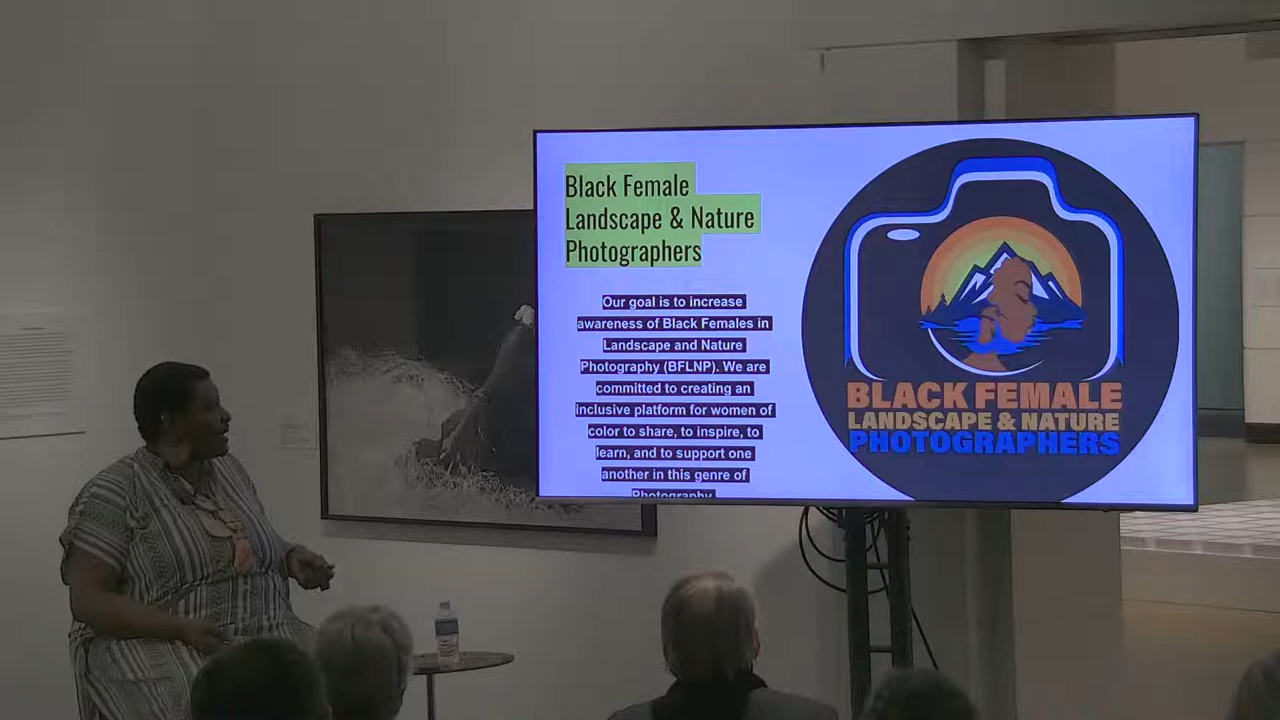 Black Female
Landscape & Nature
Photographers
Our goal is to increase
awareness of Black Females in
Landscape and Nature
Photography (BFLNP). We are
committed to creating an
inclusive platform for women of
color to share, to inspire, to
learn, and to support one
another in this genre of
Photography
BLACK FEMALE
LANDSCAPE & NATURE
PHOTOGRAPHERS